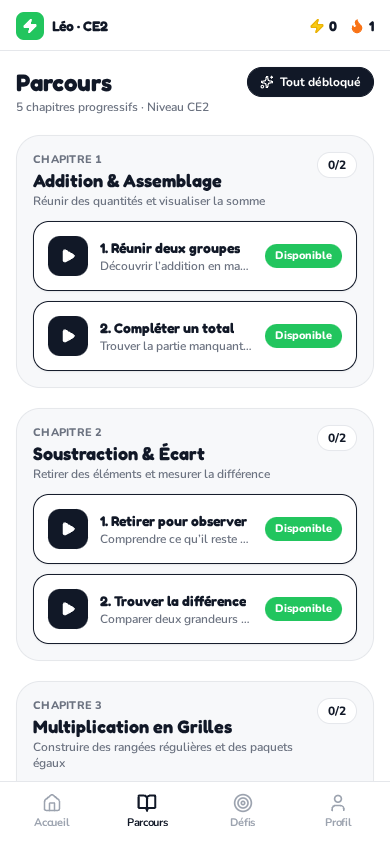 Léo · CE2
0
1
Parcours
Tout débloqué
5 chapitres progressifs · Niveau CE2
CHAPITRE 1
0/2
Addition & Assemblage
Réunir des quantités et visualiser la somme
1. Réunir deux groupes
Découvrir l’addition en ma...
Disponible
2. Compléter un total
Trouver la partie manquant...
Disponible
CHAPITRE 2
0/2
Soustraction & Écart
Retirer des éléments et mesurer la différence
1. Retirer pour observer
Comprendre ce qu’il reste ...
Disponible
2. Trouver la différence
Comparer deux grandeurs ...
Disponible
CHAPITRE 3
0/2
Multiplication en Grilles
Construire des rangées régulières et des paquets
égaux
Accueil
Parcours
Défis
Profil